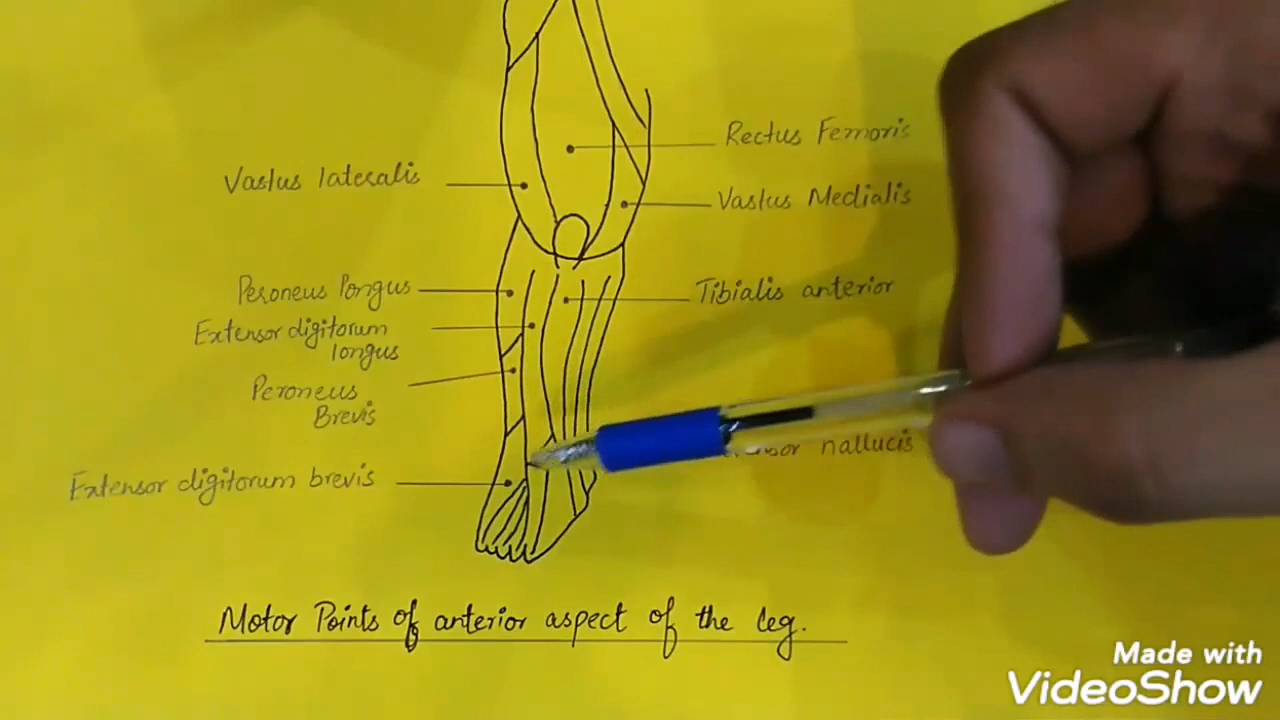 Rectus Femoris
Vastus lateralis
Vastus Medialis
Peroneus longus
Tibialis anterior
Extensor digitorum
longus
Peroneus
Brevis
hallucis
Extensor digitorum brevis
Motor Points of anterior aspect of the leg.
Made with
VideoShow